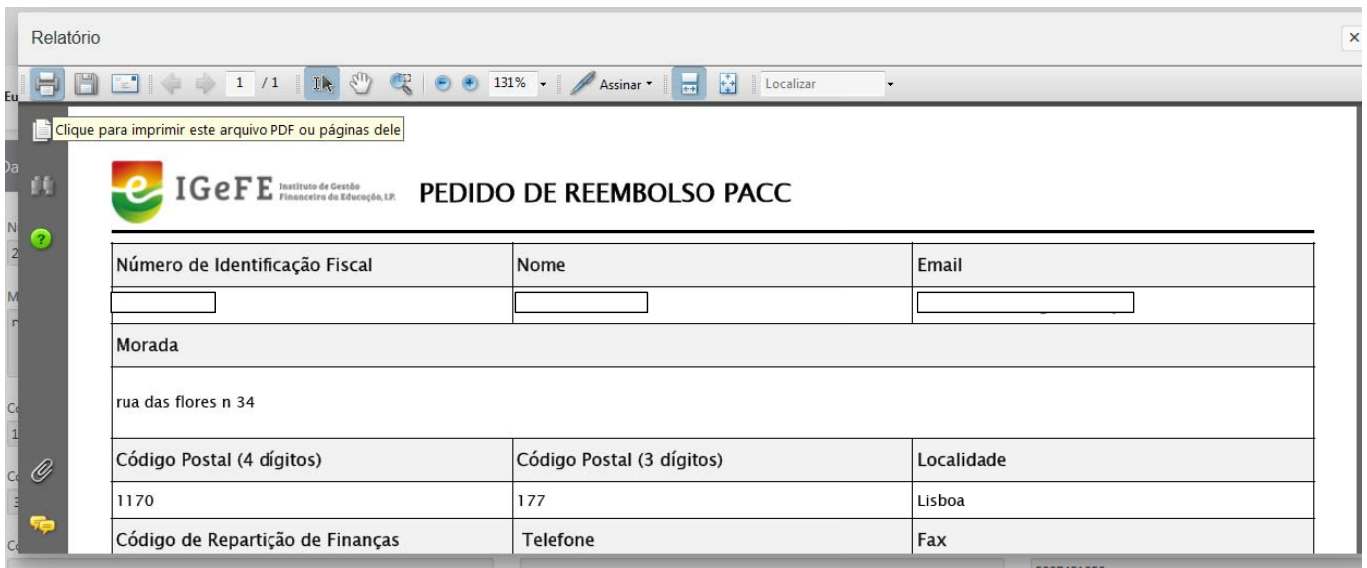 Relatório
1 / 1
131%
Assinar
Localizar
Eu
Clique para imprimir este arquivo PDF ou páginas dele
Da
IGeFE Instituto de Gestão
Financeira da Educação, I.P.
PEDIDO DE REEMBOLSO PACC
Número de Identificação Fiscal Nome Email
Morada
rua das flores n 34
Código Postal (4 dígitos) Código Postal (3 dígitos) Localidade
1170 177 Lisboa
Código de Repartição de Finanças Telefone Fax